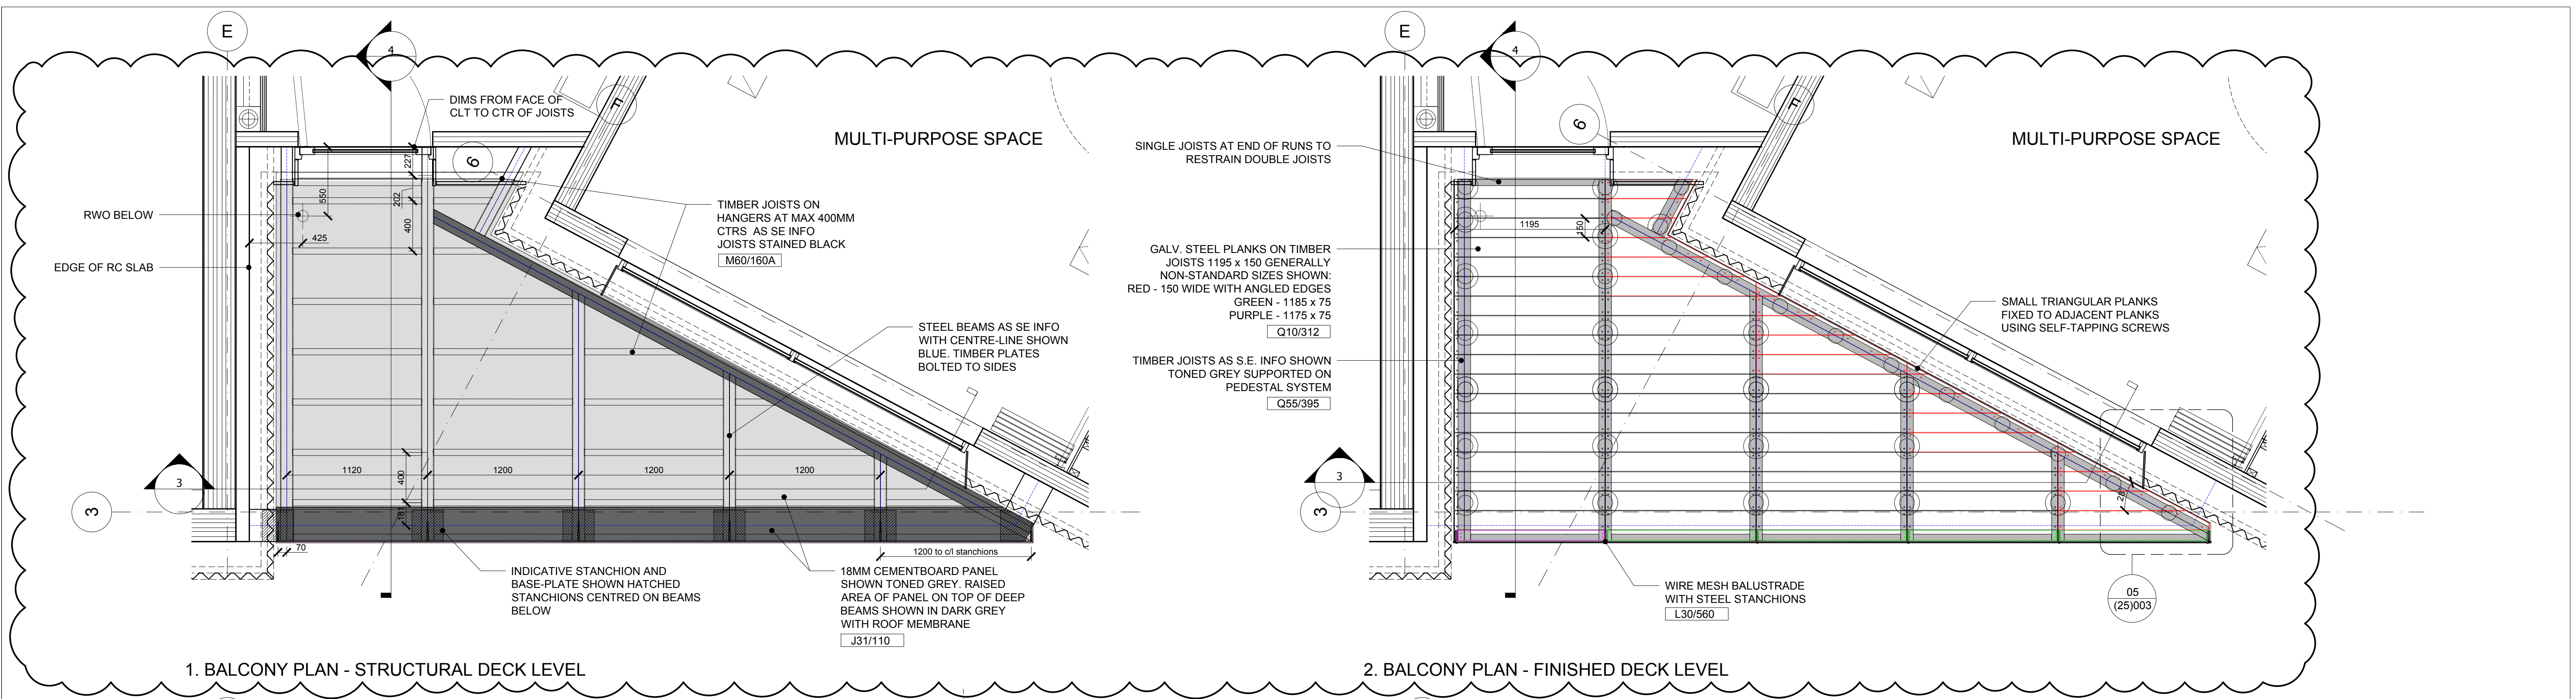 E
4
DIMS FROM FACE OF
CLT TO CTR OF JOISTS
F
MULTI-PURPOSE SPACE
227
6
550
202
RWO BELOW
400
425
EDGE OF RC SLAB
TIMBER JOISTS ON
HANGERS AT MAX 400MM
CTRS AS SE INFO
JOISTS STAINED BLACK
M60/160A
STEEL BEAMS AS SE INFO
WITH CENTRE-LINE SHOWN
BLUE. TIMBER PLATES
BOLTED TO SIDES
1120
400
1200
1200
1200
3
3
181
70
1200 to c/l stanchions
INDICATIVE STANCHION AND
BASE-PLATE SHOWN HATCHED
STANCHIONS CENTRED ON BEAMS
BELOW
18MM CEMENTBOARD PANEL
SHOWN TONED GREY. RAISED
AREA OF PANEL ON TOP OF DEEP
BEAMS SHOWN IN DARK GREY
WITH ROOF MEMBRANE
J31/110
1. BALCONY PLAN - STRUCTURAL DECK LEVEL
E
4
F
6
MULTI-PURPOSE SPACE
SINGLE JOISTS AT END OF RUNS TO
RESTRAIN DOUBLE JOISTS
1195
150
GALV. STEEL PLANKS ON TIMBER
JOISTS 1195 x 150 GENERALLY
NON-STANDARD SIZES SHOWN:
RED - 150 WIDE WITH ANGLED EDGES
GREEN - 1185 x 75
PURPLE - 1175 x 75
Q10/312
SMALL TRIANGULAR PLANKS
FIXED TO ADJACENT PLANKS
USING SELF-TAPPING SCREWS
TIMBER JOISTS AS S.E. INFO SHOWN
TONED GREY SUPPORTED ON
PEDESTAL SYSTEM
Q55/395
3
3
28
WIRE MESH BALUSTRADE
WITH STEEL STANCHIONS
L30/560
05
(25)003
2. BALCONY PLAN - FINISHED DECK LEVEL